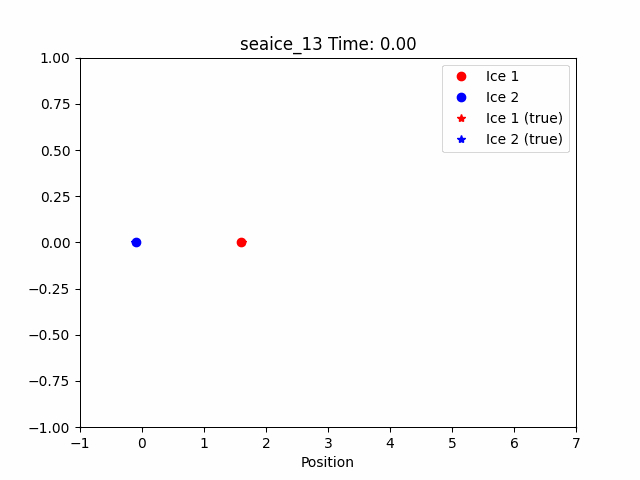 seaice_13 Time: 0.00
1.00
0.75
0.50
0.25
0.00
−0.25
−0.50
−0.75
−1.00
Ice 1
Ice 2
Ice 1 (true)
Ice 2 (true)
−1 0 1 2 3 4 5 6 7
Position